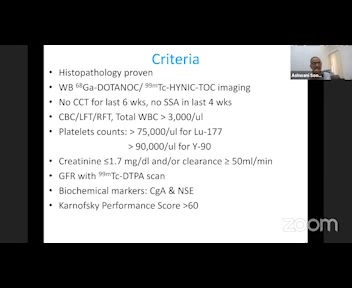 Criteria
• Histopathology proven
• WB ⁶⁸Ga-DOTANOC/ ⁹⁹ᵐTc-HYNIC-TOC imaging
• No CCT for last 6 wks, no SSA in last 4 wks
• CBC/LFT/RFT, Total WBC > 3,000/ul
• Platelets counts: > 75,000/ul for Lu-177
> 90,000/ul for Y-90
• Creatinine ≤1.7 mg/dl and/or clearance ≥ 50ml/min
• GFR with ⁹⁹ᵐTc-DTPA scan
• Biochemical markers: CgA & NSE
• Karnofsky Performance Score >60
zoom